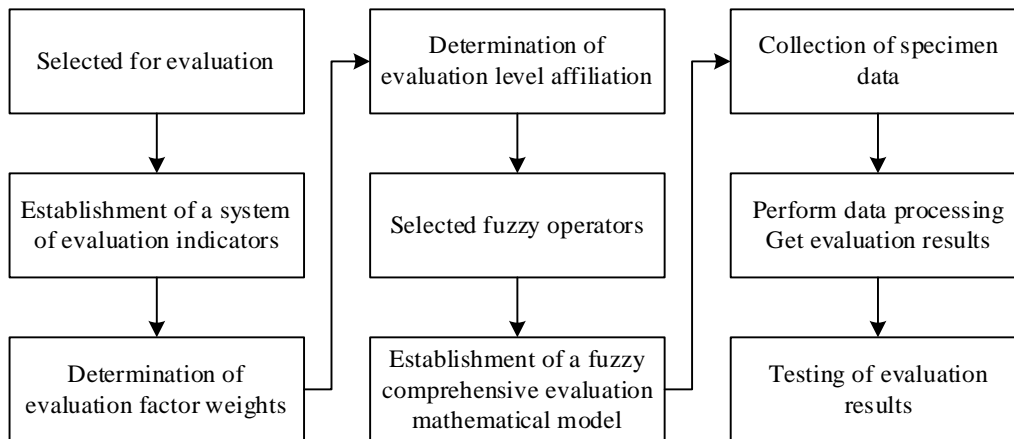 Selected for evaluation
Establishment of a system
of evaluation indicators
Determination of
evaluation factor weights
Determination of
evaluation level affiliation
Selected fuzzy operators
Establishment of a fuzzy
comprehensive evaluation
mathematical model
Collection of specimen
data
Perform data processing
Get evaluation results
Testing of evaluation
results